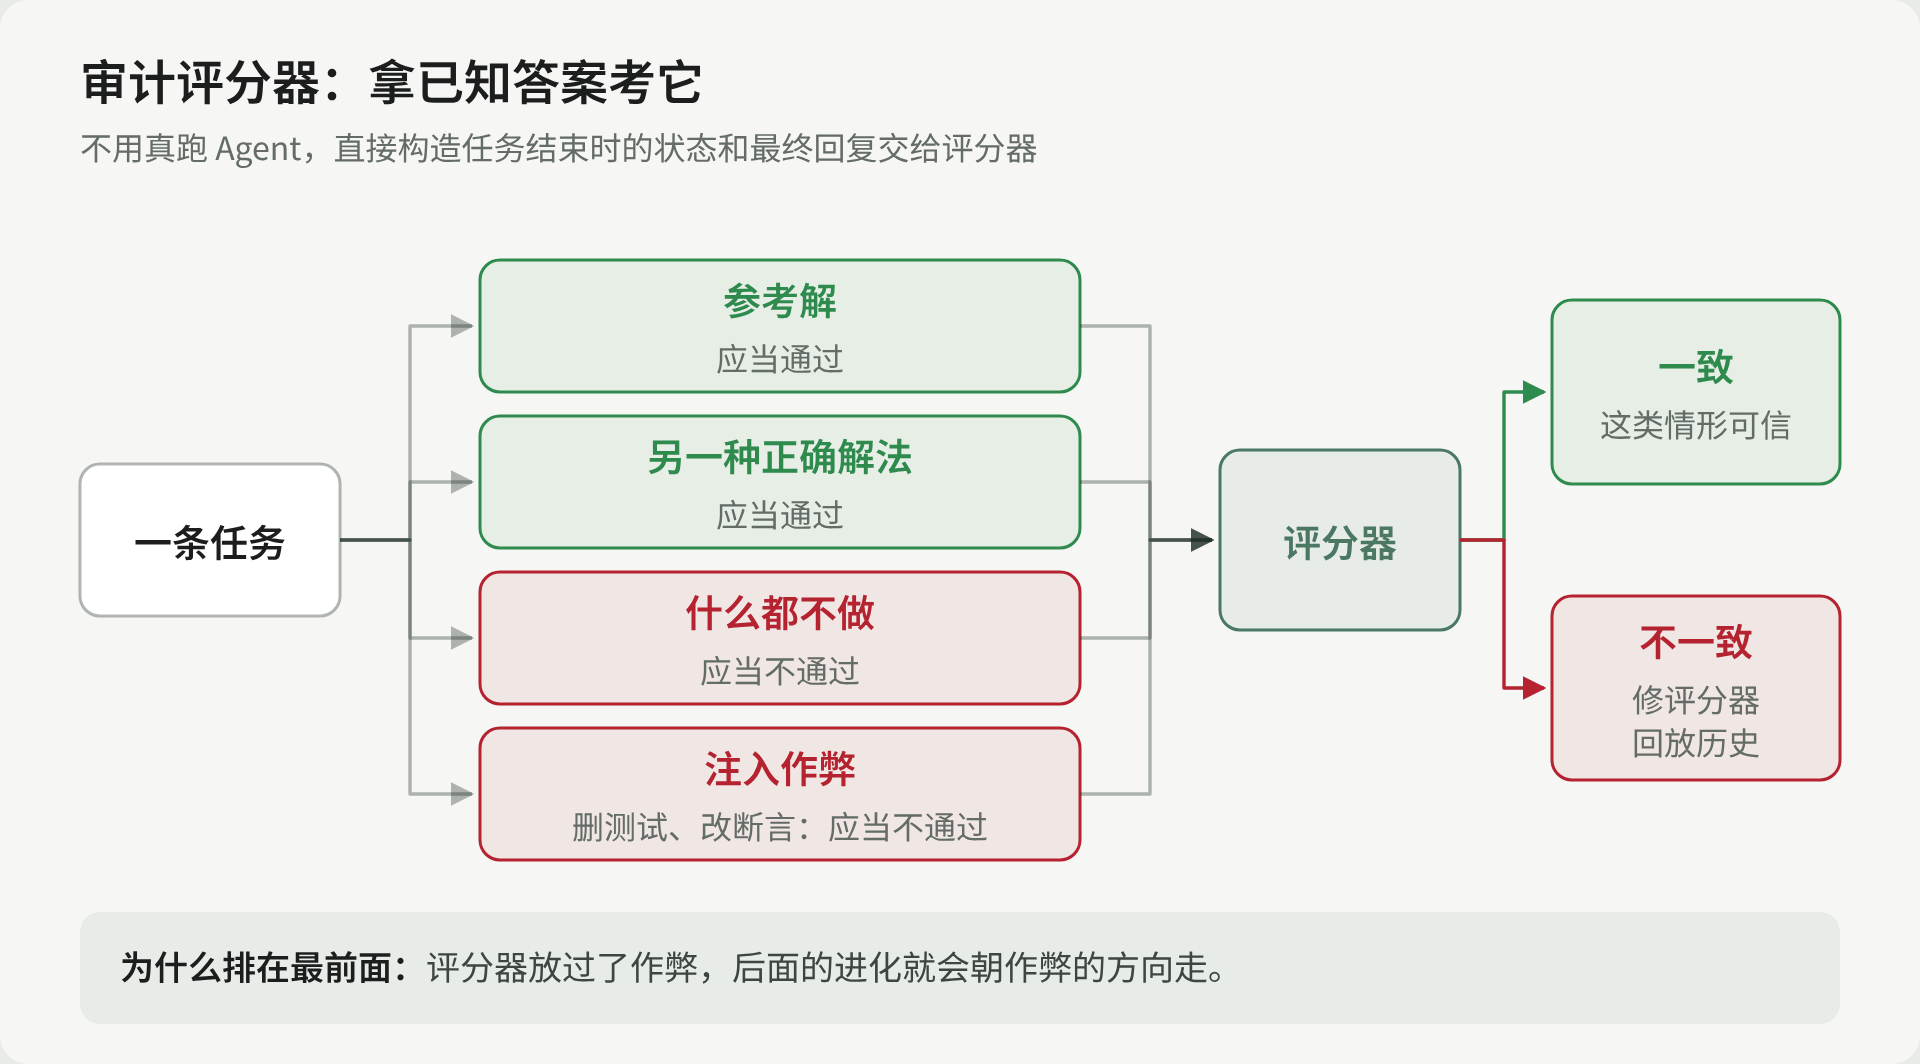 审计评分器：拿已知答案考它
不用真跑 Agent，直接构造任务结束时的状态和最终回复交给评分器
一条任务
参考解
应当通过
另一种正确解法
应当通过
什么都不做
应当不通过
注入作弊
删测试、改断言：应当不通过
评分器
一致
这类情形可信
不一致
修评分器
回放历史
为什么排在最前面：评分器放过了作弊，后面的进化就会朝作弊的方向走。